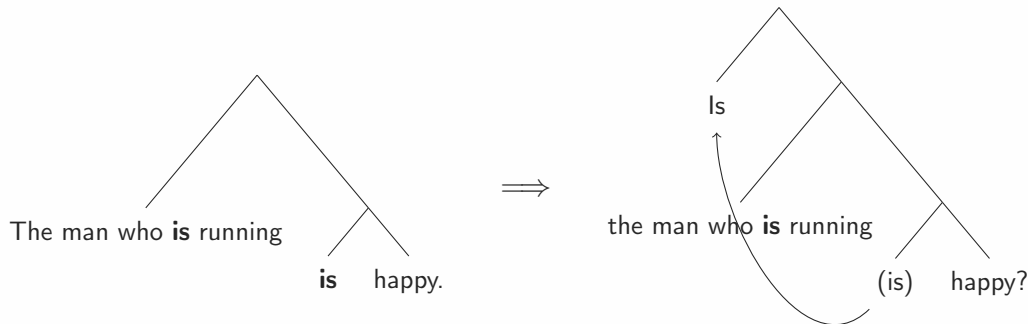 The man who is running
is happy.
⟹
Is
the man who is running
(is) happy?